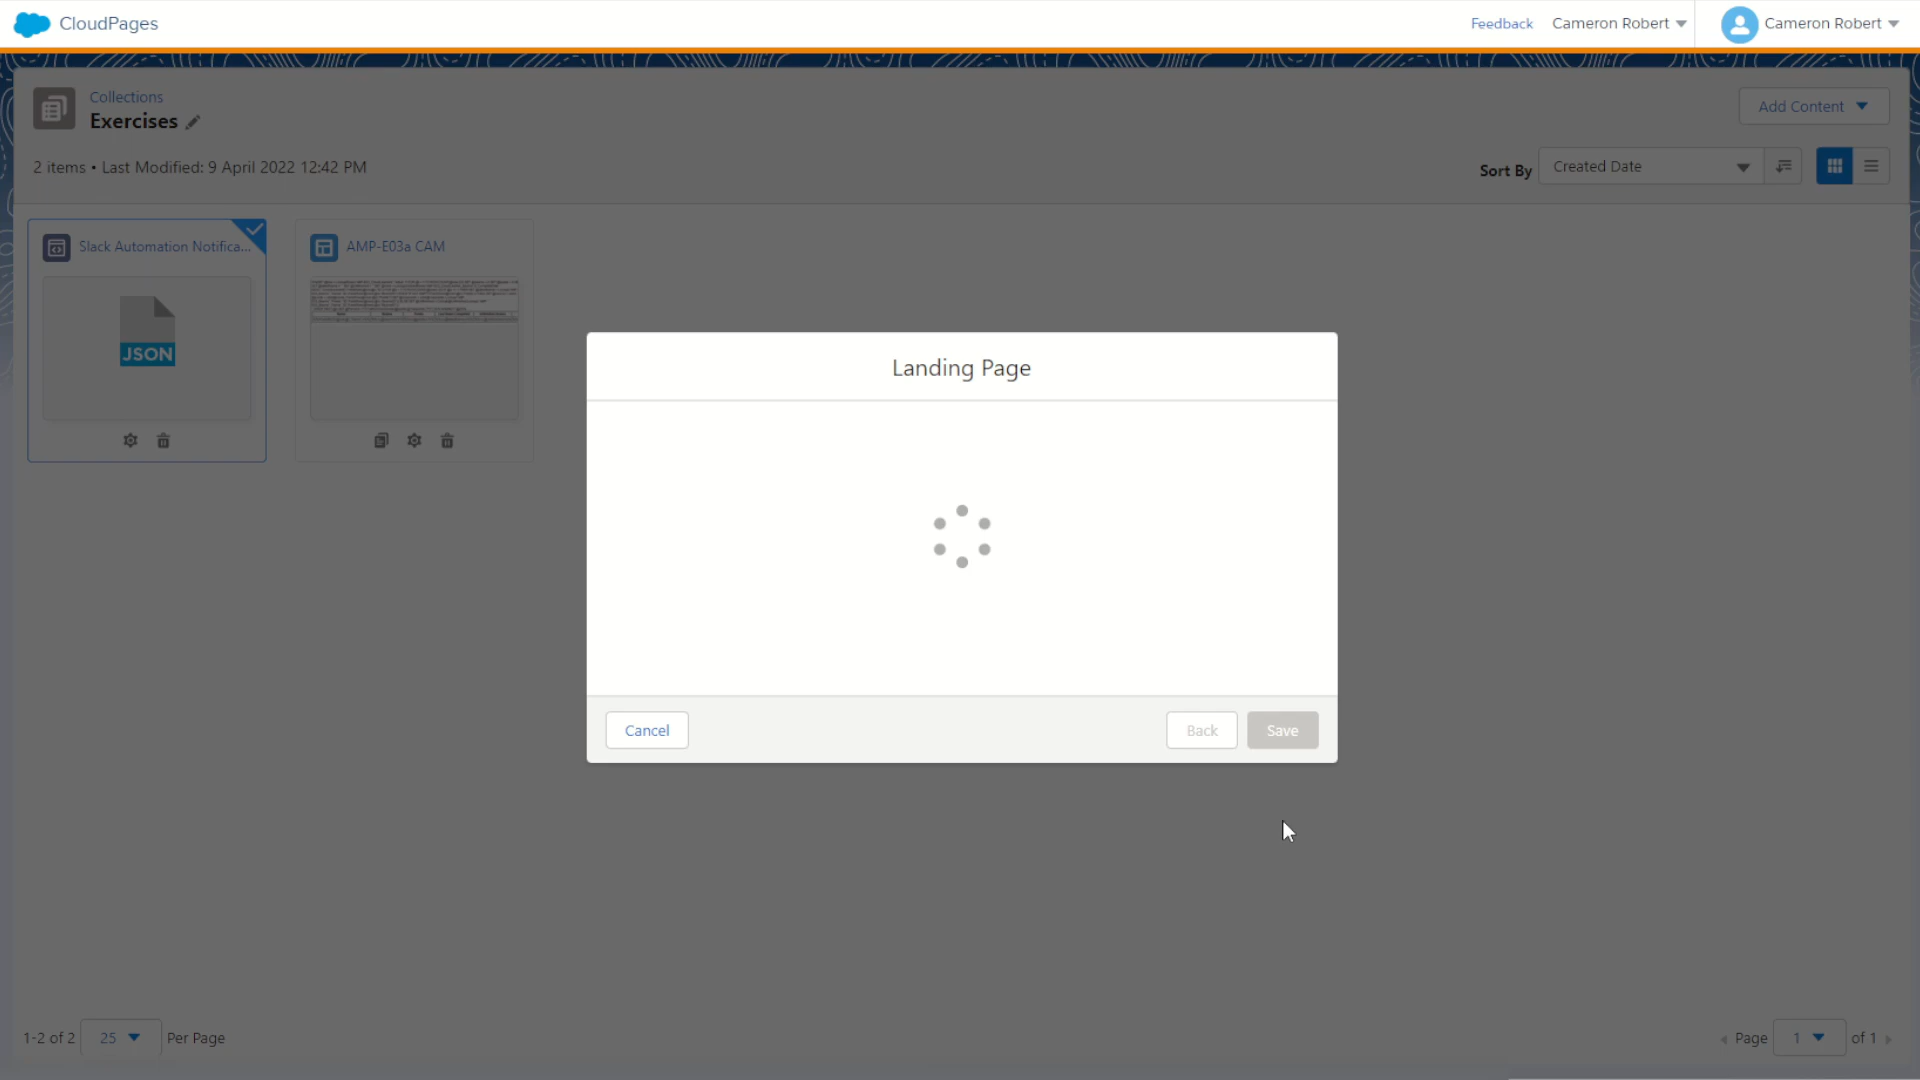 CloudPages
Feedback
Cameron Robert
Cameron Robert
Collections
Exercises
Add Content
2 items • Last Modified: 9 April 2022 12:42 PM
Sort By
Created Date
Slack Automation Notifica...
AMP-E03a CAM
JSON
Landing Page
Cancel
Back
Save
1-2 of 2
25
Per Page
Page
1
of 1